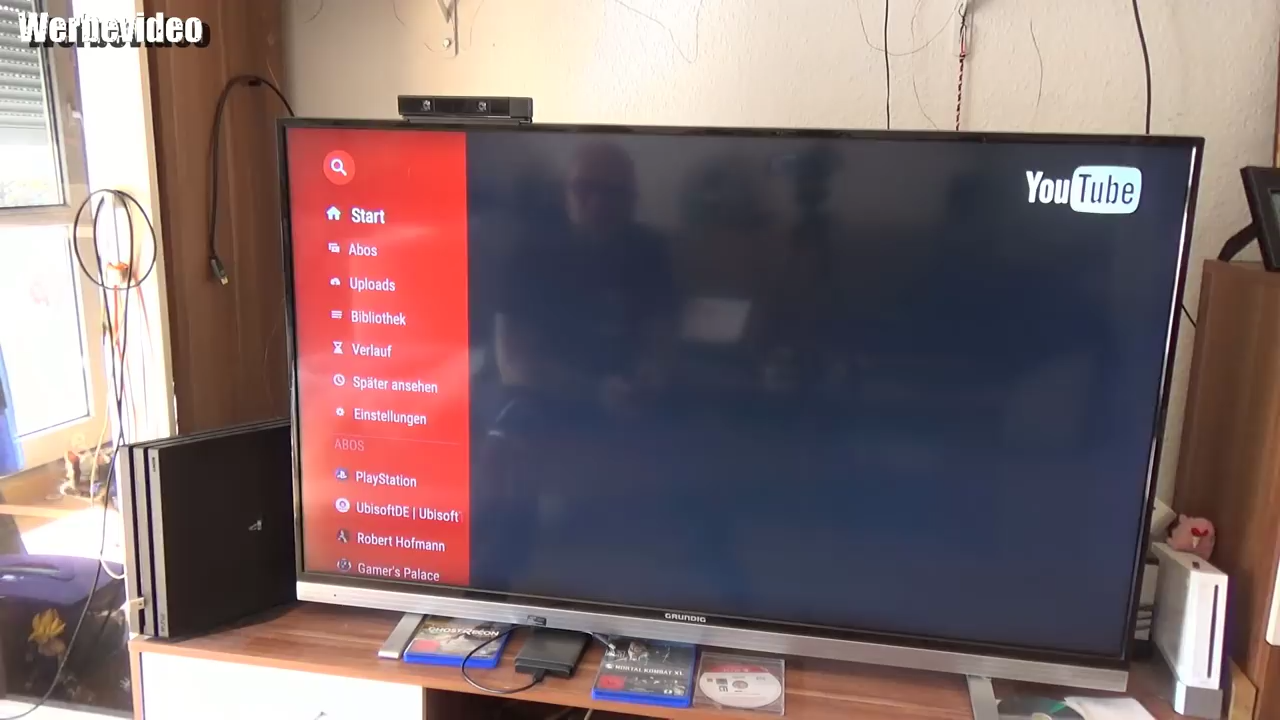 Werbevideo
YouTube
Start
Abos
Uploads
Bibliothek
Verlauf
Später ansehen
Einstellungen
ABOS
PlayStation
UbisoftDE | Ubisoft
Robert Hofmann
Gamer's Palace
GRUNDIG
GHOST RECON
MORTAL KOMBAT XL